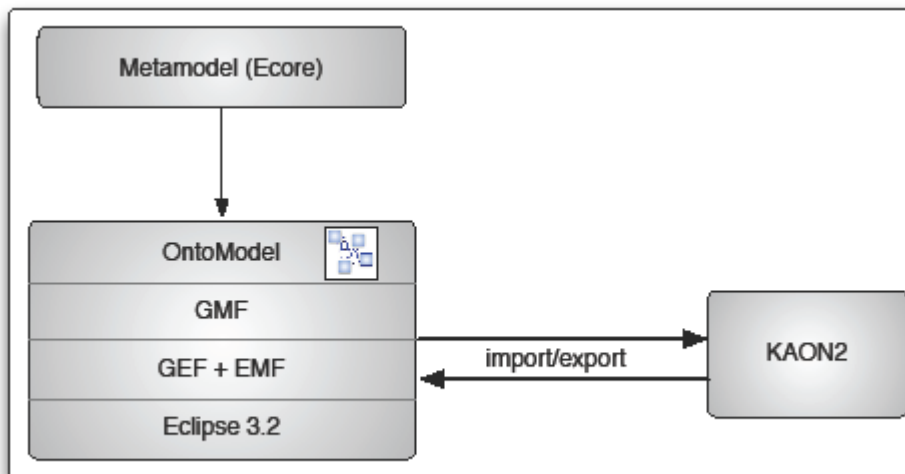 Metamodel (Ecore)
OntoModel
GMF
GEF + EMF
Eclipse 3.2
import/export
KAON2